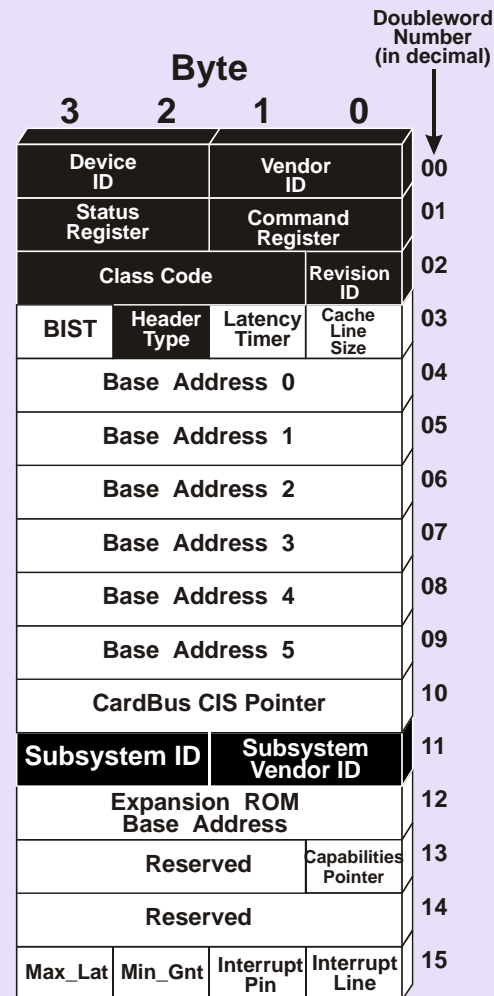 Doubleword
Number
(in decimal)
Byte
3 2 1 0
Device
ID
Vendor
ID
00
Status
Register
Command
Register
01
Class Code
Revision
ID
02
BIST
Header
Type
Latency
Timer
Cache
Line
Size
03
Base Address 0
04
Base Address 1
05
Base Address 2
06
Base Address 3
07
Base Address 4
08
Base Address 5
09
CardBus CIS Pointer
10
Subsystem ID
Subsystem
Vendor ID
11
Expansion ROM
Base Address
12
Reserved
Capabilities
Pointer
13
Reserved
14
Max_Lat
Min_Gnt
Interrupt
Pin
Interrupt
Line
15